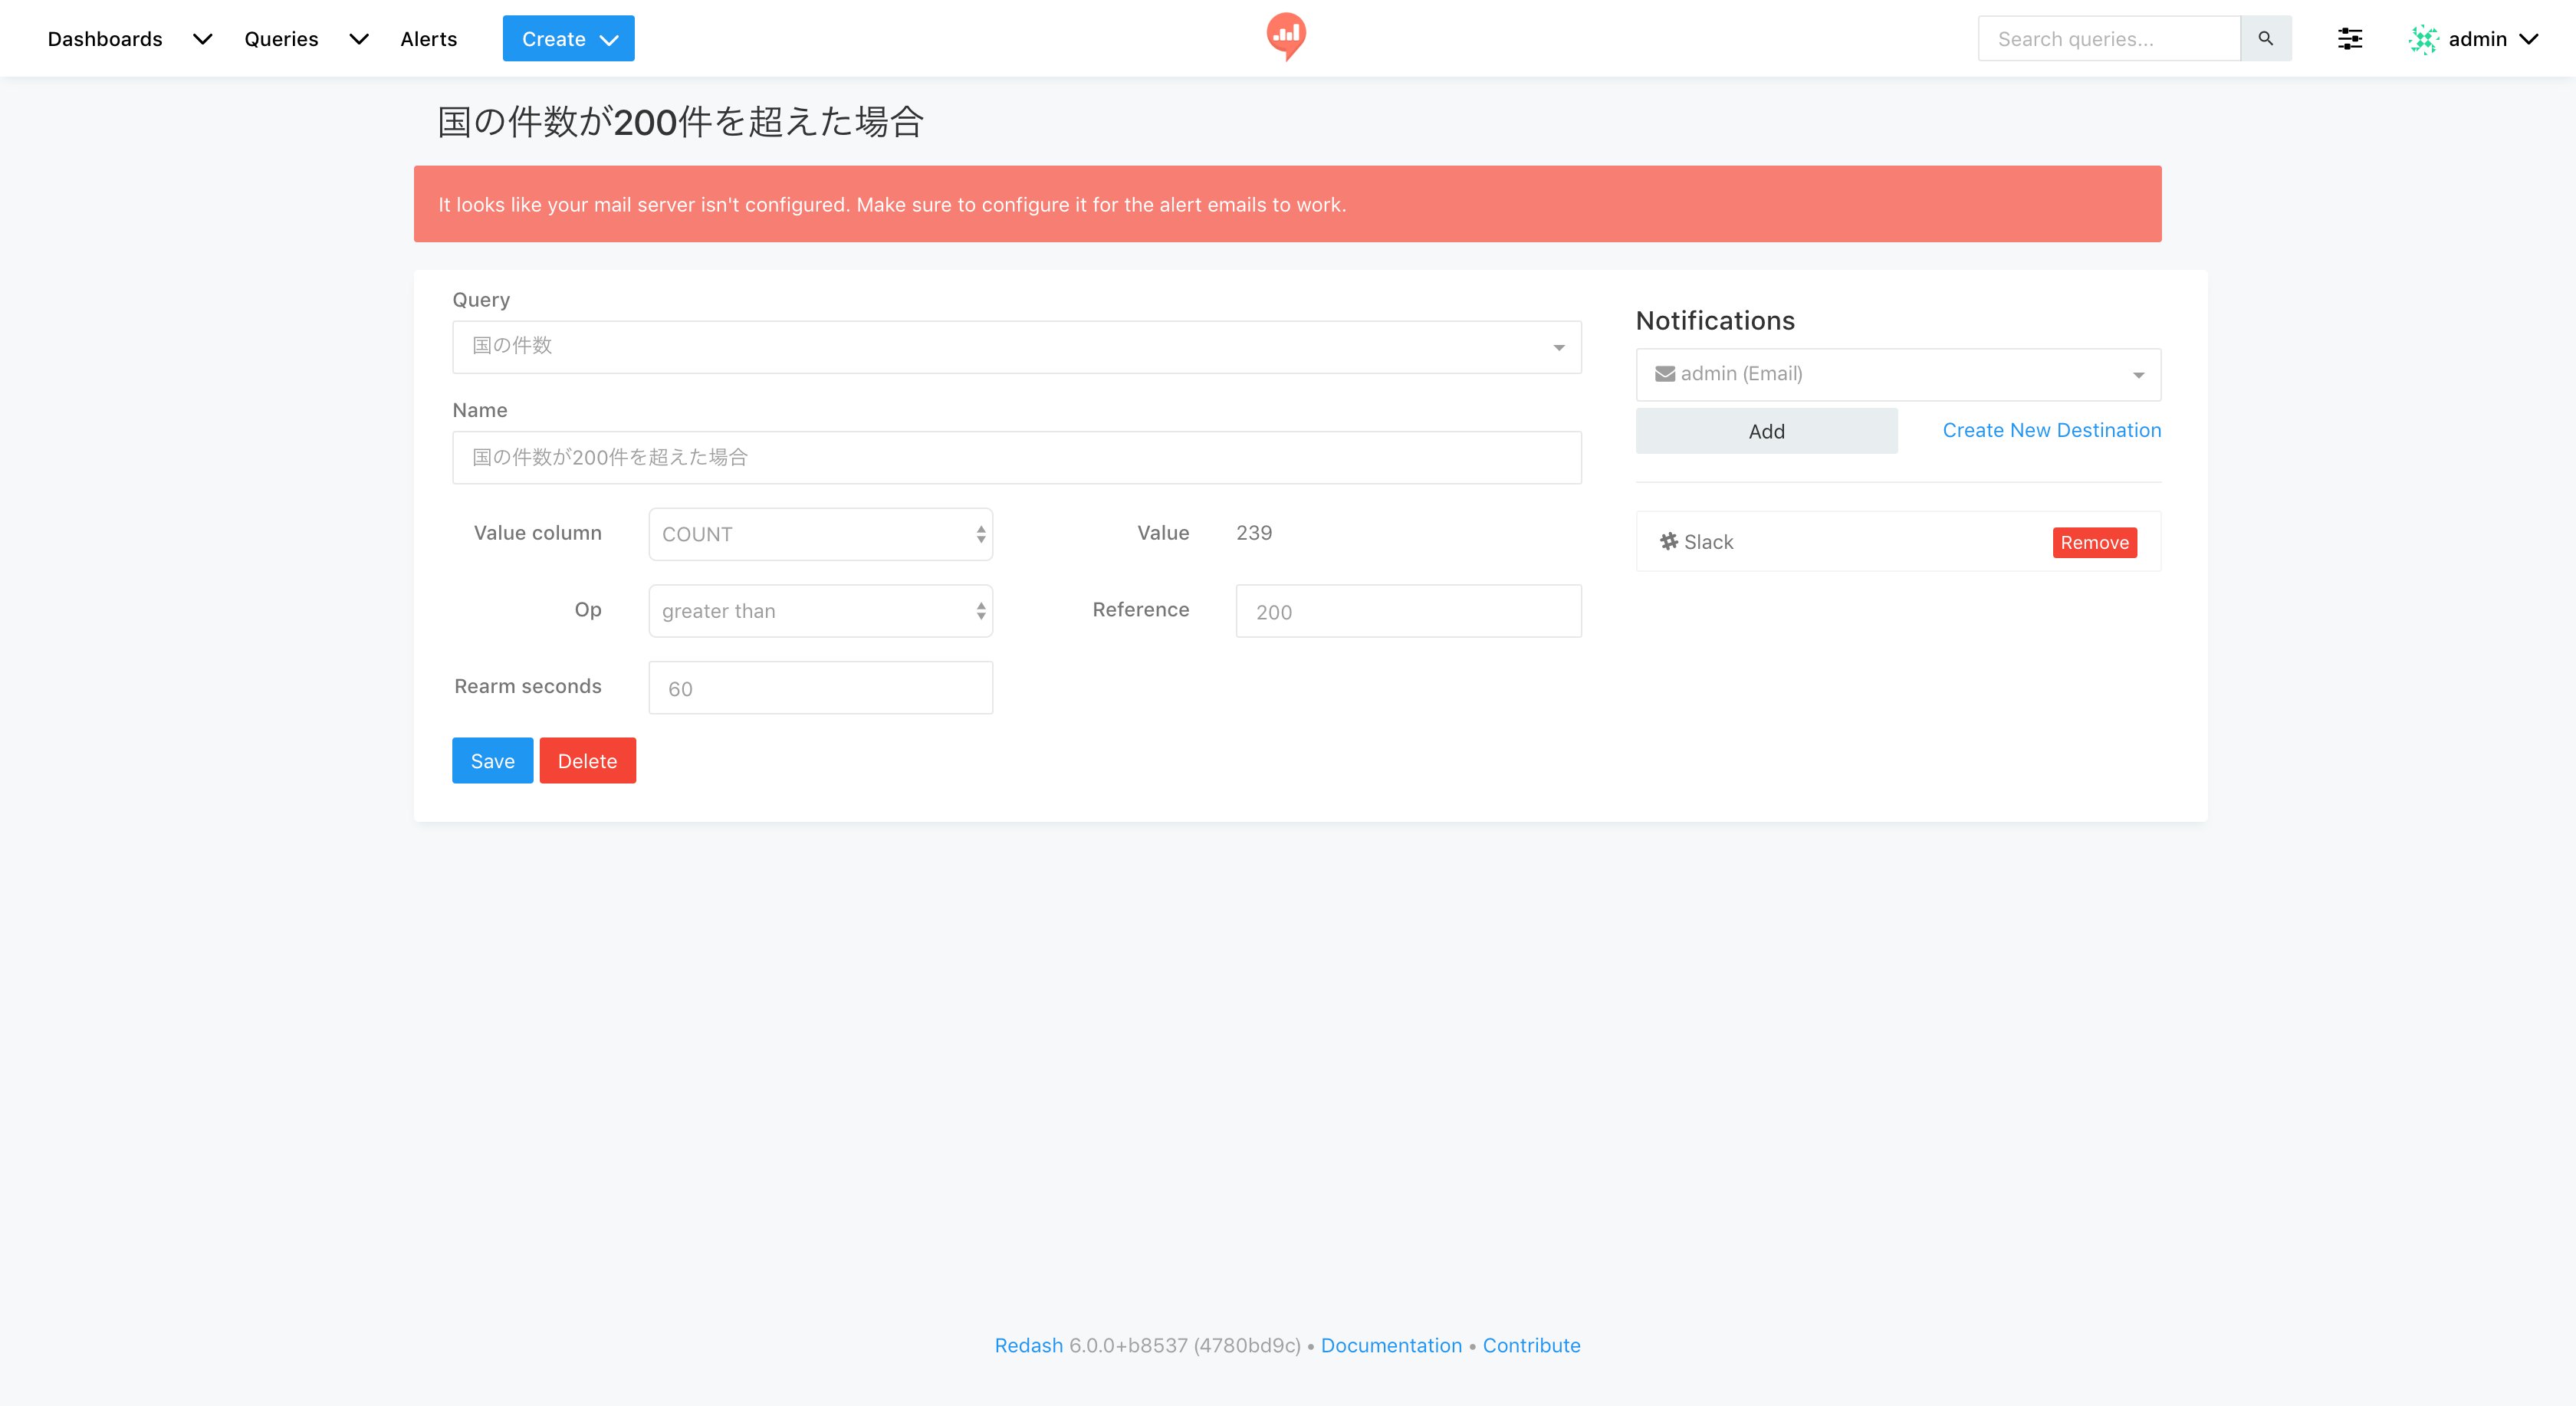 Dashboards Queries Alerts Create Search queries... admin
国の件数が200件を超えた場合
It looks like your mail server isn't configured. Make sure to configure it for the alert emails to work.
Query
国の件数
Name
国の件数が200件を超えた場合
Value column COUNT Value 239
Op greater than Reference 200
Rearm seconds 60
Save Delete
Notifications
admin (Email)
Add Create New Destination
Slack Remove
Redash 6.0.0+b8537 (4780bd9c) • Documentation • Contribute